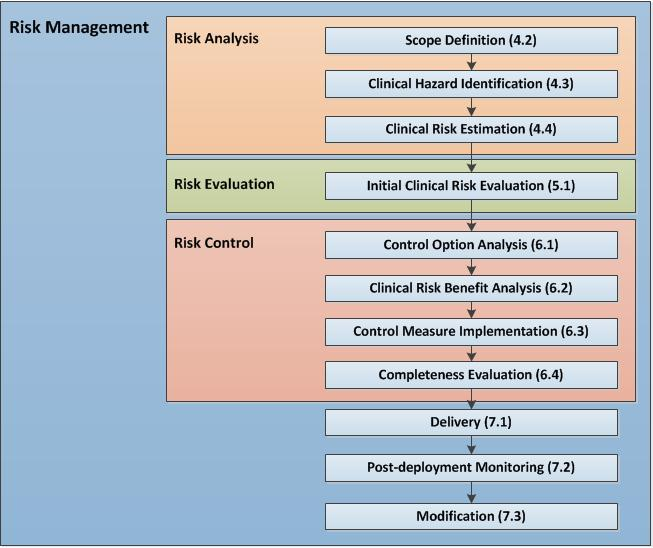 Risk Management
Risk Analysis
Scope Definition (4.2)
Clinical Hazard Identification (4.3)
Clinical Risk Estimation (4.4)
Risk Evaluation
Initial Clinical Risk Evaluation (5.1)
Risk Control
Control Option Analysis (6.1)
Clinical Risk Benefit Analysis (6.2)
Control Measure Implementation (6.3)
Completeness Evaluation (6.4)
Delivery (7.1)
Post-deployment Monitoring (7.2)
Modification (7.3)